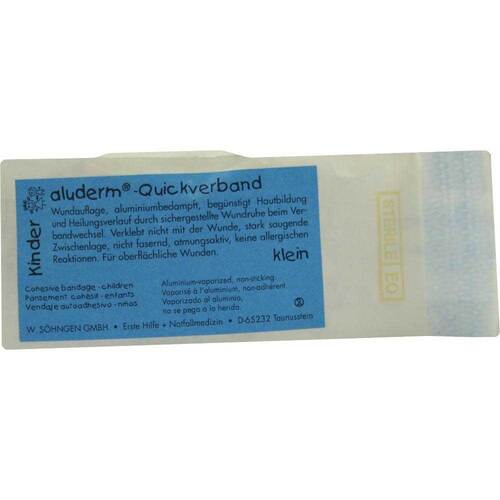 Kinder
aluderm®-Quickverband
Wundauflage, aluminiumbedampft, begünstigt Hautbildung
und Heilungsverlauf durch sichergestellte Wundruhe beim Ver-
bandwechsel. Verklebt nicht mit der Wunde, stark saugende
Zwischenlage, nicht fasernd, atmungsaktiv, keine allergischen
Reaktionen. Für oberflächliche Wunden.
klein
Cohesive bandage - children
Pansement cohésif - enfants
Vendaje autoadhesivo - niños
Aluminium-vaporized, non-sticking.
Vaporisé à l'aluminium, non-adhérent.
Vaporizado al aluminio,
no se pega a la herida.
W. SÖHNGEN GMBH • Erste Hilfe • Notfallmedizin • D-65232 Taunusstein
STERILE EO